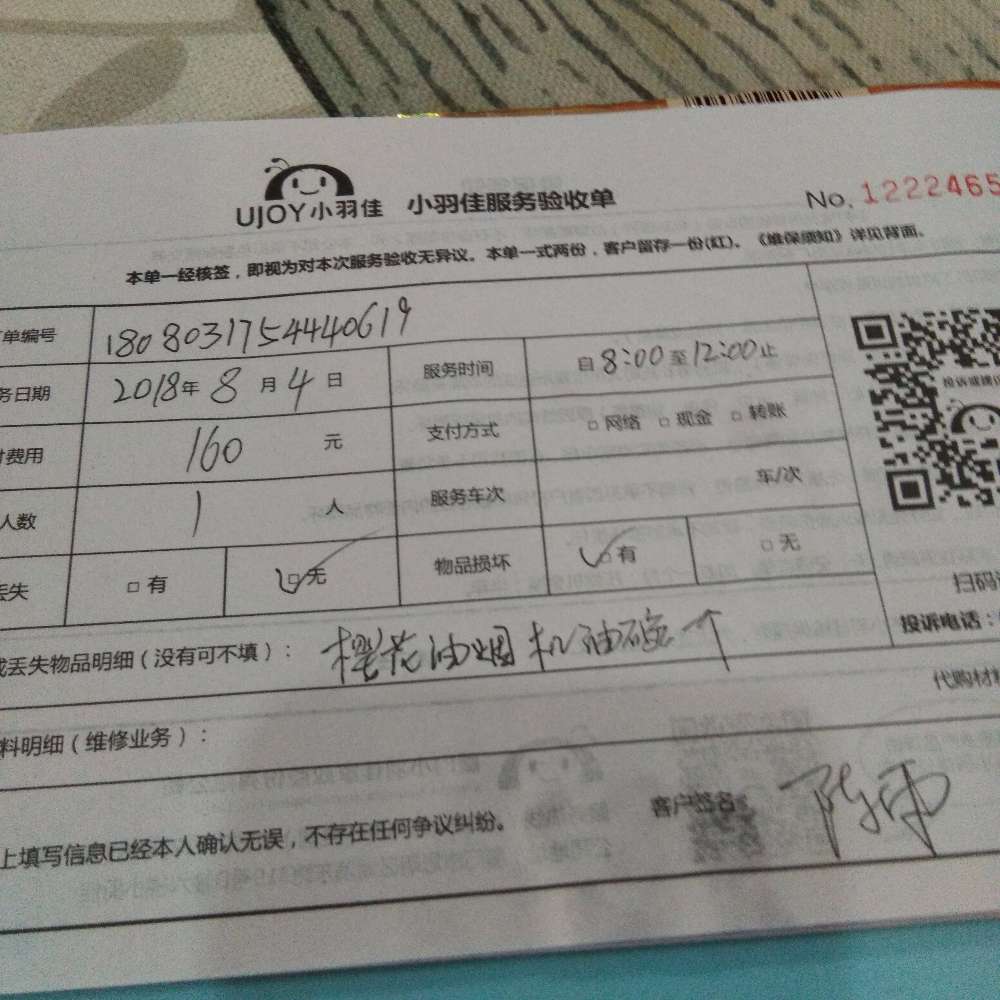 UJOY小羽佳 小羽佳服务验收单 No. 1222465
本单一经核签，即视为对本次服务验收无异议。本单一式两份，客户留存一份(红)。《维保须知》详见背面。
单编号 1808031754440619
务日期 2018年 8 月 4 日 服务时间 自 8:00 至 12:00 止
费用 160 元 支付方式 □ 网络 □ 现金 □ 转账
人数 1 人 服务车次 车/次
丢失 □ 有 ☑ 无 物品损坏 ☑ 有 □ 无
投诉或建议
扫码
投诉电话：
或丢失物品明细（没有可不填）： 樱花油烟机油碗一个
代购材料
料明细（维修业务）：
上填写信息已经本人确认无误，不存在任何争议纠纷。 客户签名：